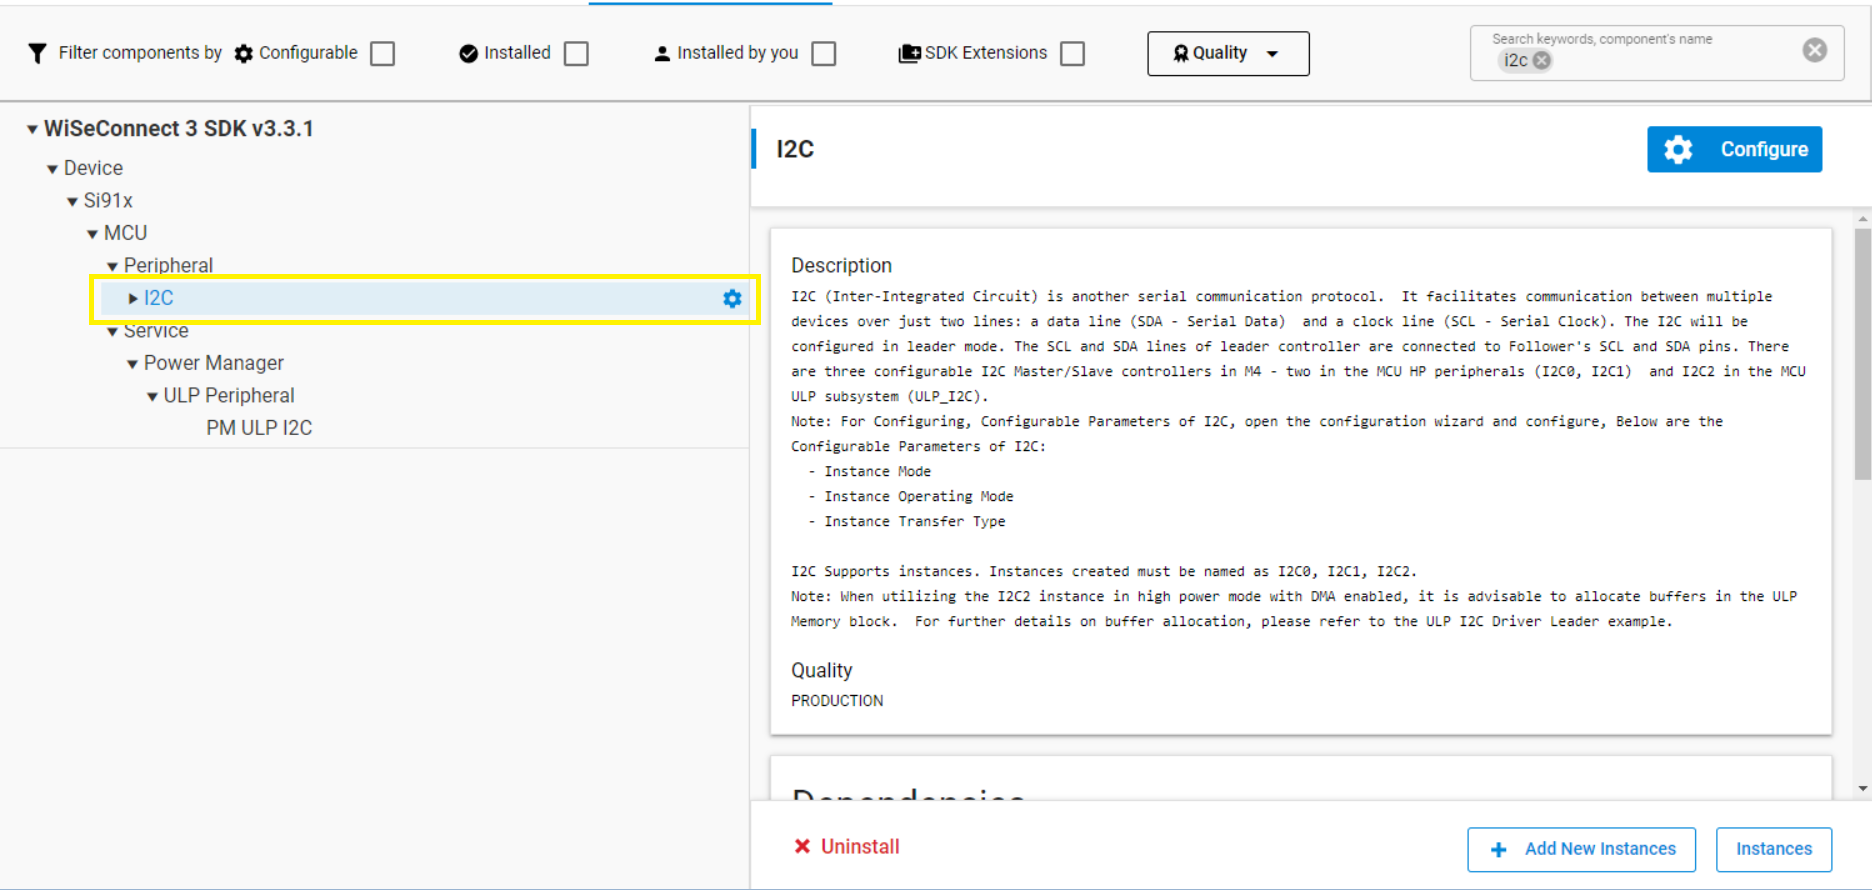 Filter components by Configurable Installed Installed by you SDK Extensions Quality
Search keywords, component's name
i2c
WiSeConnect 3 SDK v3.3.1
Device
Si91x
MCU
Peripheral
I2C
Service
Power Manager
ULP Peripheral
PM ULP I2C
I2C
Configure
Description
I2C (Inter-Integrated Circuit) is another serial communication protocol.  It facilitates communication between multiple
devices over just two lines: a data line (SDA - Serial Data)  and a clock line (SCL - Serial Clock). The I2C will be
configured in leader mode. The SCL and SDA lines of leader controller are connected to Follower's SCL and SDA pins. There
are three configurable I2C Master/Slave controllers in M4 - two in the MCU HP peripherals (I2C0, I2C1)  and I2C2 in the MCU
ULP subsystem (ULP_I2C).
Note: For Configuring, Configurable Parameters of I2C, open the configuration wizard and configure, Below are the
Configurable Parameters of I2C:
- Instance Mode
- Instance Operating Mode
- Instance Transfer Type
I2C Supports instances. Instances created must be named as I2C0, I2C1, I2C2.
Note: When utilizing the I2C2 instance in high power mode with DMA enabled, it is advisable to allocate buffers in the ULP
Memory block.  For further details on buffer allocation, please refer to the ULP I2C Driver Leader example.
Quality
PRODUCTION
Dependencies
Uninstall
Add New Instances
Instances